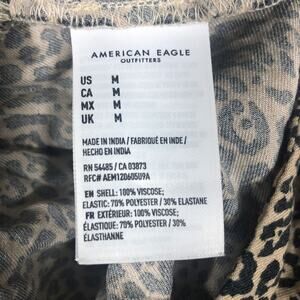 AMERICAN EAGLE
OUTFITTERS
US M
CA M
MX M
UK M
MADE IN INDIA / FABRIQUÉ EN INDE /
HECHO EN INDIA
RN 54485 / CA 03873
RFC# AEM120605U9A
EN SHELL: 100% VISCOSE;
ELASTIC: 70% POLYESTER / 30% ELASTANE
FR EXTÉRIEUR: 100% VISCOSE;
ÉLASTIQUE: 70% POLYESTER / 30%
ÉLASTHANNE